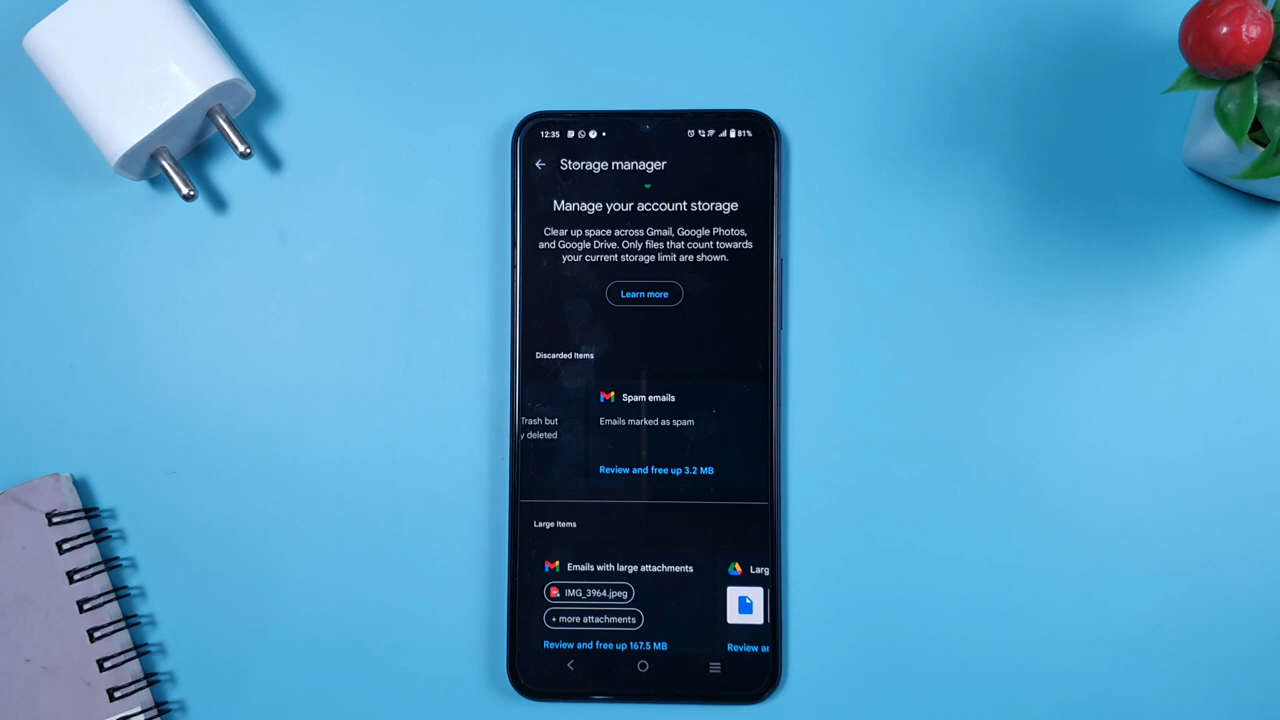 12:35
81%
Storage manager
Manage your account storage
Clear up space across Gmail, Google Photos,
and Google Drive. Only files that count towards
your current storage limit are shown.
Learn more
Discarded Items
Spam emails
Trash but
y deleted
Emails marked as spam
Review and free up 3.2 MB
Large Items
Emails with large attachments
Larg
IMG_3964.jpeg
+ more attachments
Review and free up 167.5 MB
Review an